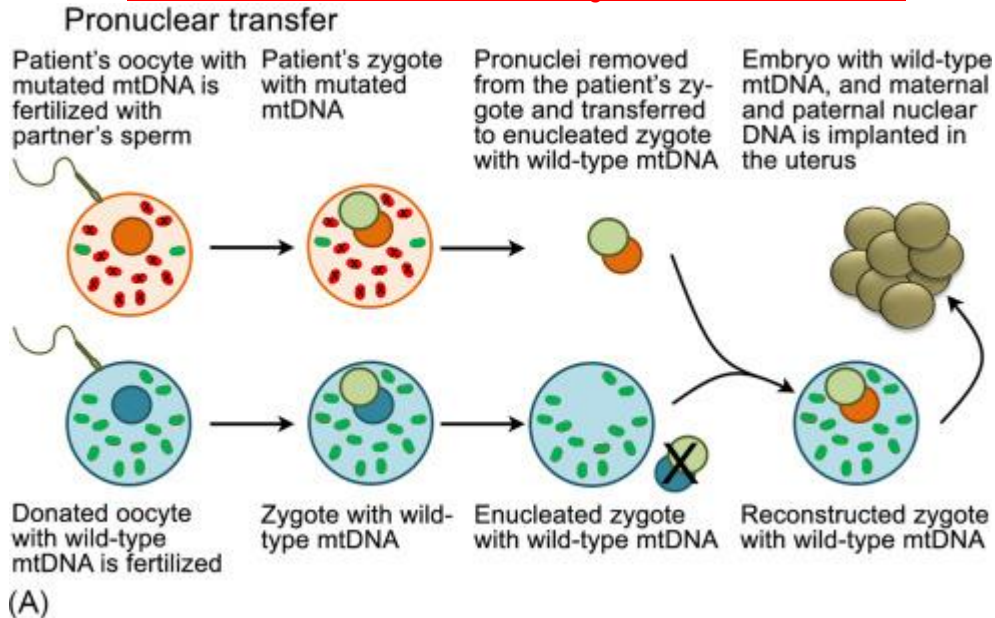 Pronuclear transfer
Patient's oocyte with
mutated mtDNA is
fertilized with
partner's sperm
Patient's zygote
with mutated
mtDNA
Pronuclei removed
from the patient's zy-
gote and transferred
to enucleated zygote
with wild-type mtDNA
Embryo with wild-type
mtDNA, and maternal
and paternal nuclear
DNA is implanted in
the uterus
X
Donated oocyte
with wild-type
mtDNA is fertilized
Zygote with wild-
type mtDNA
Enucleated zygote
with wild-type mtDNA
Reconstructed zygote
with wild-type mtDNA
(A)